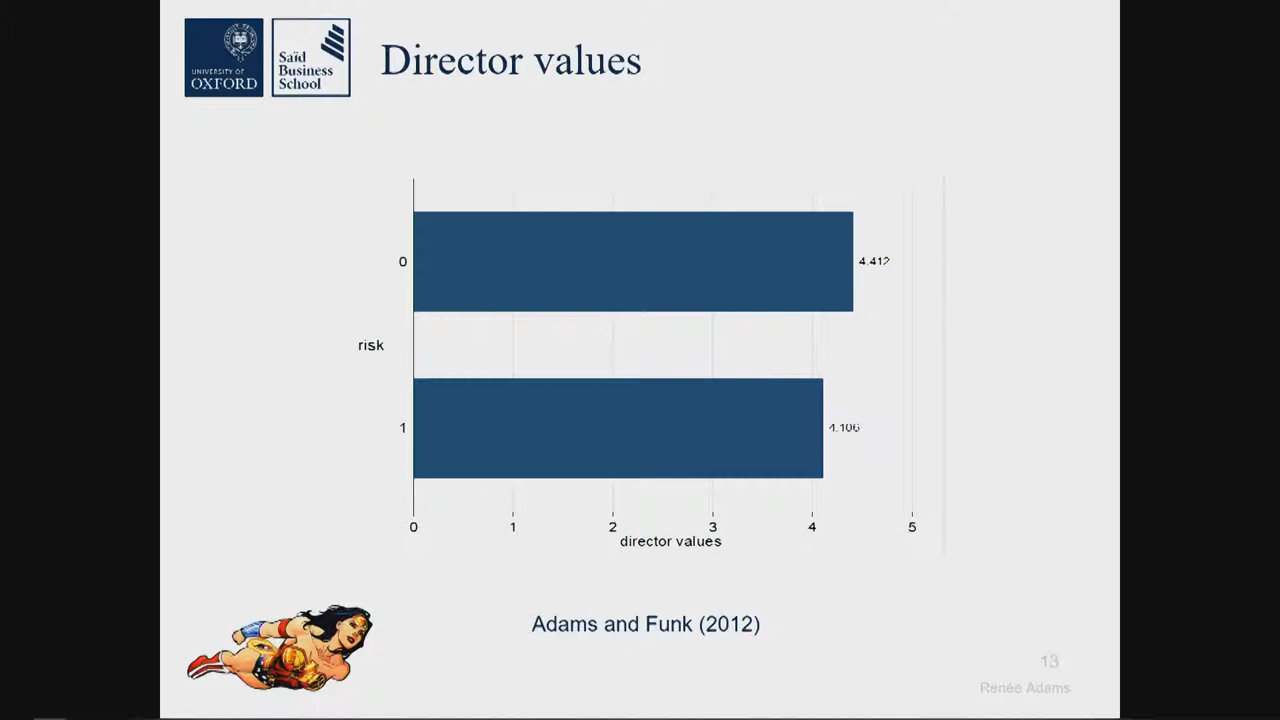 UNIVERSITY OF
OXFORD
Saïd
Business
School
Director values
0
4.412
risk
1
4.106
0 1 2 3 4 5
director values
Adams and Funk (2012)
13
Renée Adams